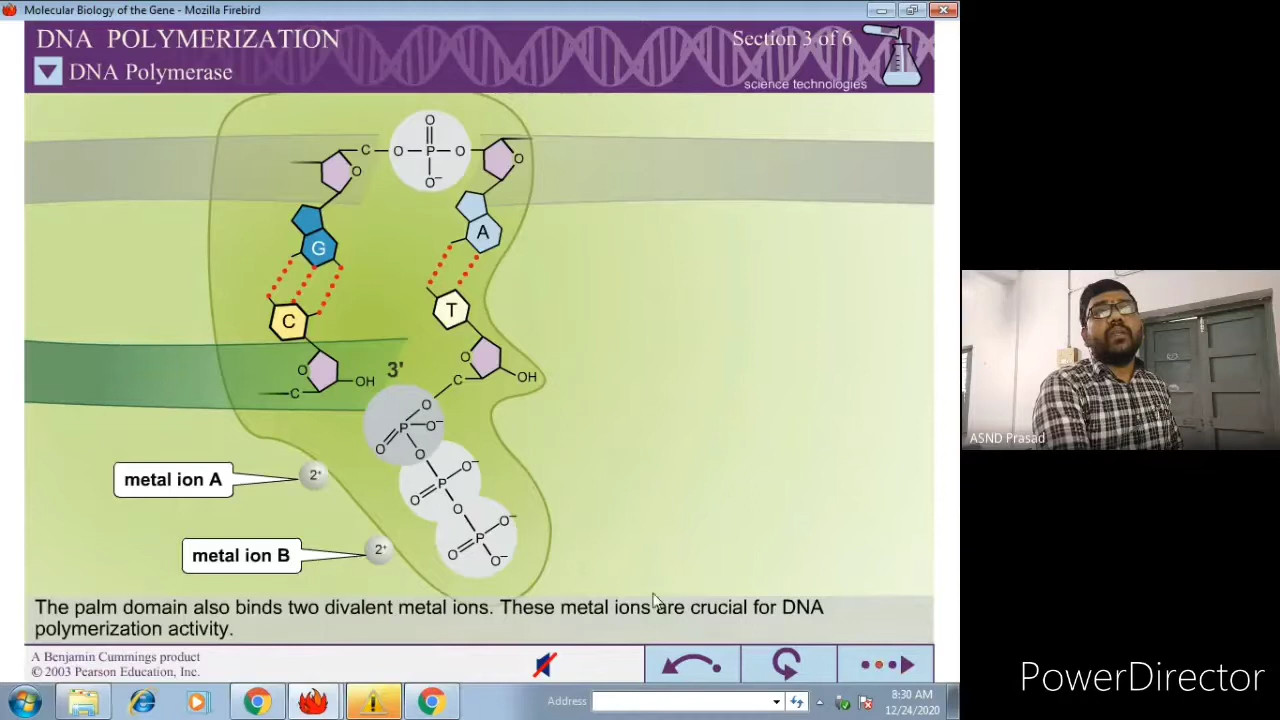 Molecular Biology of the Gene - Mozilla Firebird
DNA POLYMERIZATION
Section 3 of 6
DNA Polymerase
science technologies
O
C O P O
O⁻
O O
G A
C T
O O
3'
OH C OH
C
O
P O⁻
O
O
O⁻
P
O
O
O⁻
P
O
O⁻
metal ion A 2⁺
metal ion B 2⁺
The palm domain also binds two divalent metal ions. These metal ions are crucial for DNA
polymerization activity.
A Benjamin Cummings product
© 2003 Pearson Education, Inc.
Address
8:30 AM
12/24/2020
ASND Prasad
PowerDirector